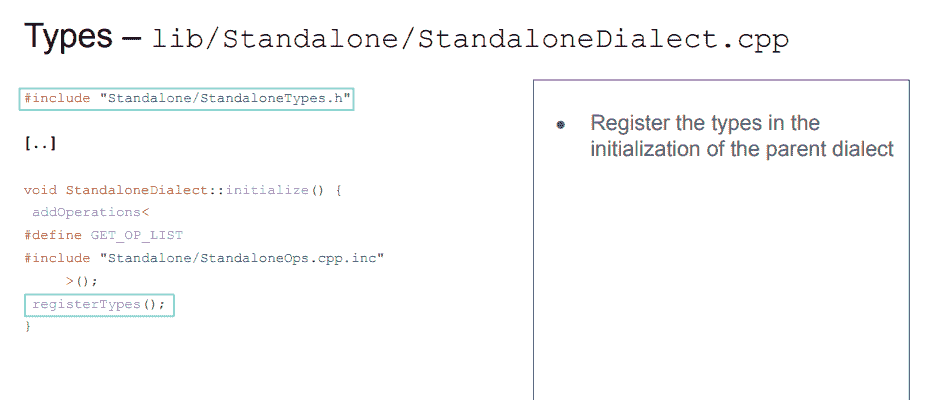 Types – lib/Standalone/StandaloneDialect.cpp
#include "Standalone/StandaloneTypes.h"
[..]
void StandaloneDialect::initialize() {
addOperations<
#define GET_OP_LIST
#include "Standalone/StandaloneOps.cpp.inc"
>();
registerTypes();
}
• Register the types in the
initialization of the parent dialect